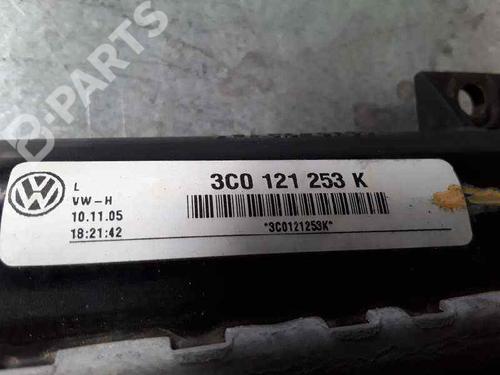 B-PARTS
L
VW-H
10.11.05
18:21:42
3C0 121 253 K
*3C0121253K*